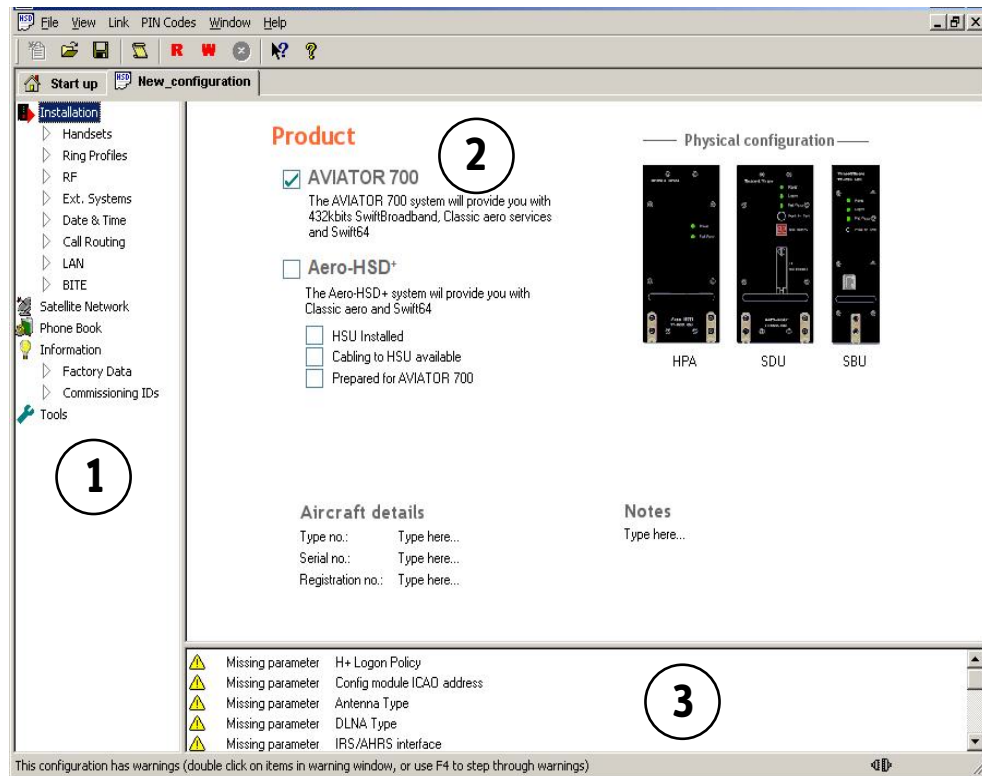 File View Link PIN Codes Window Help
R W
Start up New_configuration
Installation
Handsets
Ring Profiles
RF
Ext. Systems
Date & Time
Call Routing
LAN
BITE
Satellite Network
Phone Book
Information
Factory Data
Commissioning IDs
Tools
1
Product
2
AVIATOR 700
The AVIATOR 700 system will provide you with
432kbits SwiftBroadband, Classic aero services
and Swift64
Aero-HSD+
The Aero-HSD+ system wil provide you with
Classic aero and Swift64
HSU Installed
Cabling to HSU available
Prepared for AVIATOR 700
Physical configuration
HPA SDU SBU
Aircraft details
Type no.: Type here...
Serial no.: Type here...
Registration no.: Type here...
Notes
Type here...
Missing parameter H+ Logon Policy
Missing parameter Config module ICAO address
Missing parameter Antenna Type
Missing parameter DLNA Type
Missing parameter IRS/AHRS interface
3
This configuration has warnings (double click on items in warning window, or use F4 to step through warnings)